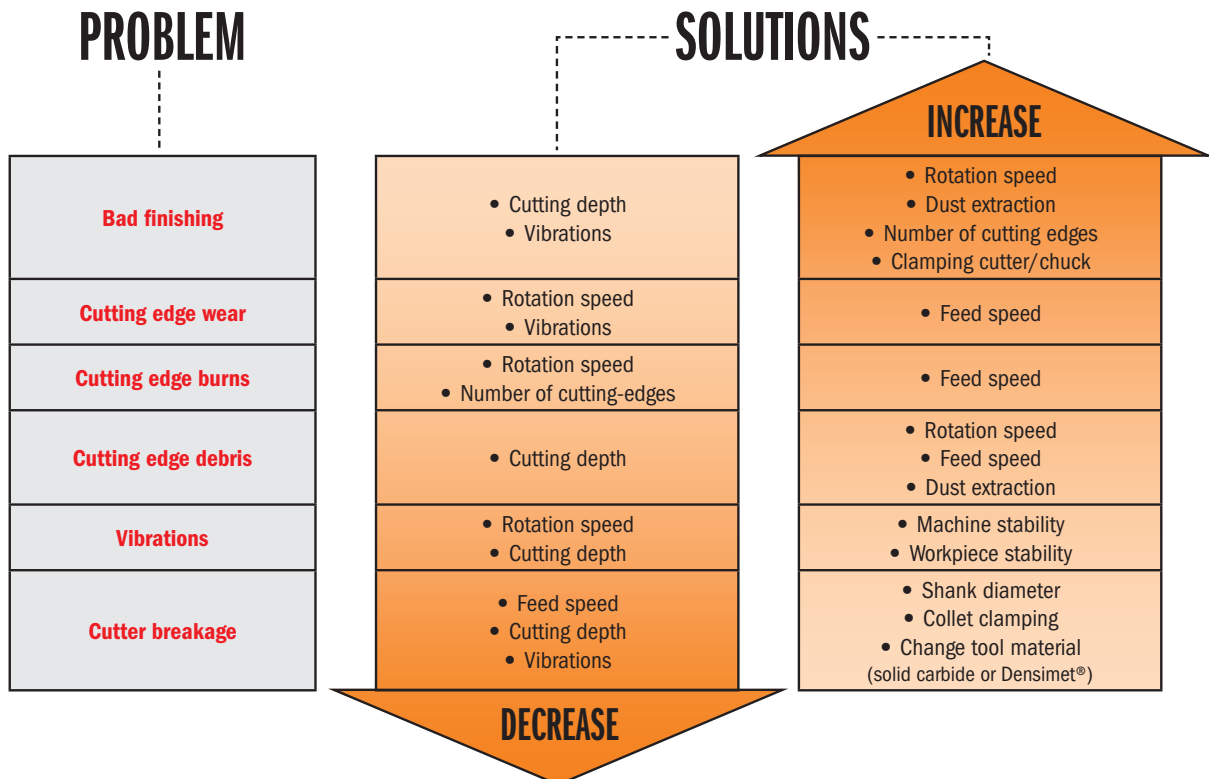 PROBLEM
SOLUTIONS
INCREASE
Bad finishing
• Cutting depth
• Vibrations
• Rotation speed
• Dust extraction
• Number of cutting edges
• Clamping cutter/chuck
Cutting edge wear
• Rotation speed
• Vibrations
• Feed speed
Cutting edge burns
• Rotation speed
• Number of cutting-edges
• Feed speed
Cutting edge debris
• Cutting depth
• Rotation speed
• Feed speed
• Dust extraction
Vibrations
• Rotation speed
• Cutting depth
• Machine stability
• Workpiece stability
Cutter breakage
• Feed speed
• Cutting depth
• Vibrations
• Shank diameter
• Collet clamping
• Change tool material
(solid carbide or Densimet®)
DECREASE